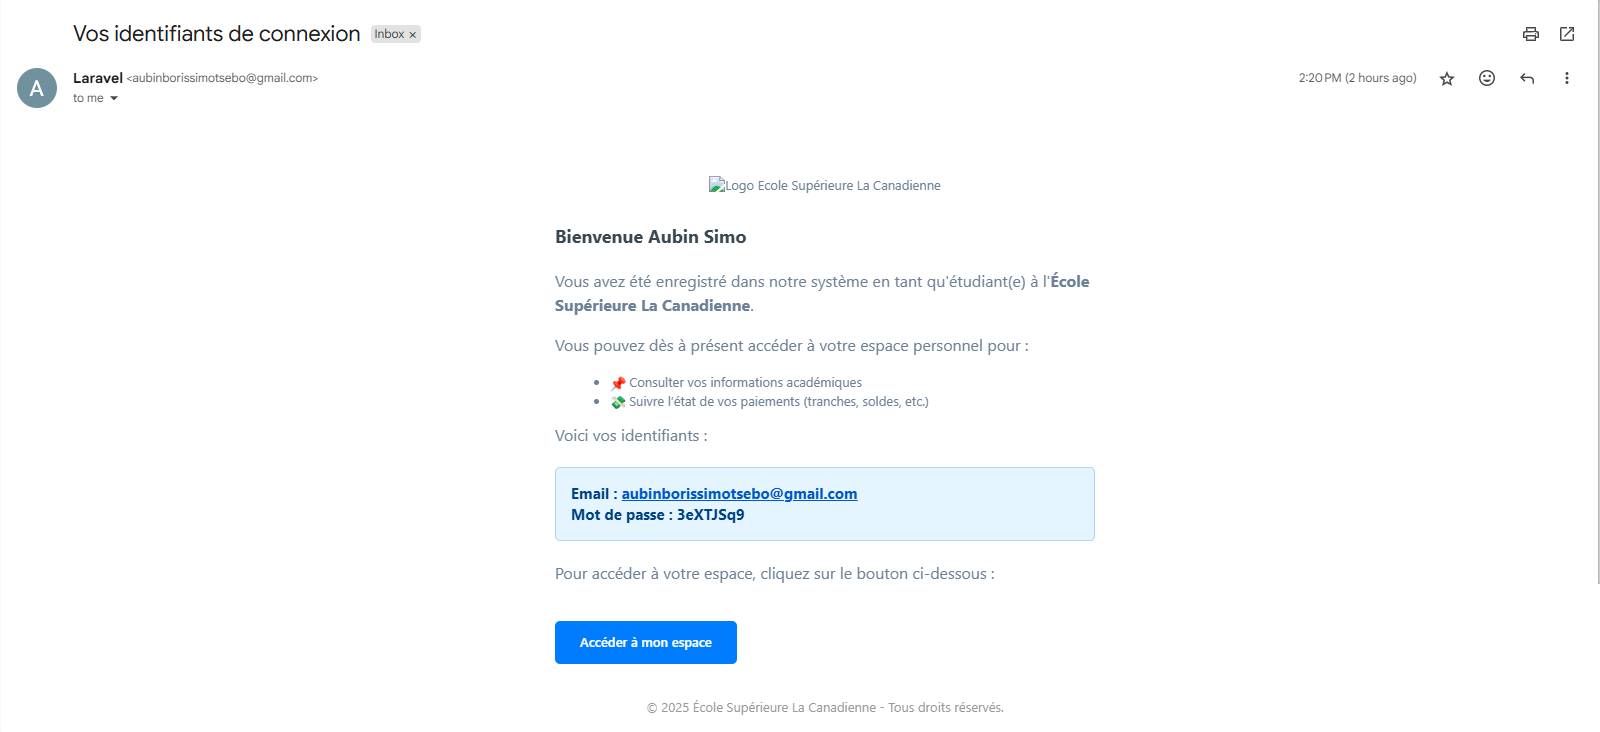 Vos identifiants de connexion Inbox ×
A
Laravel <aubinborissimotsebo@gmail.com>
2:20 PM (2 hours ago)
to me
Logo Ecole Supérieure La Canadienne
Bienvenue Aubin Simo
Vous avez été enregistré dans notre système en tant qu'étudiant(e) à l'École
Supérieure La Canadienne.
Vous pouvez dès à présent accéder à votre espace personnel pour :
• 📌 Consulter vos informations académiques
• 💸 Suivre l'état de vos paiements (tranches, soldes, etc.)
Voici vos identifiants :
Email : aubinborissimotsebo@gmail.com
Mot de passe : 3eXTJSq9
Pour accéder à votre espace, cliquez sur le bouton ci-dessous :
Accéder à mon espace
© 2025 École Supérieure La Canadienne - Tous droits réservés.